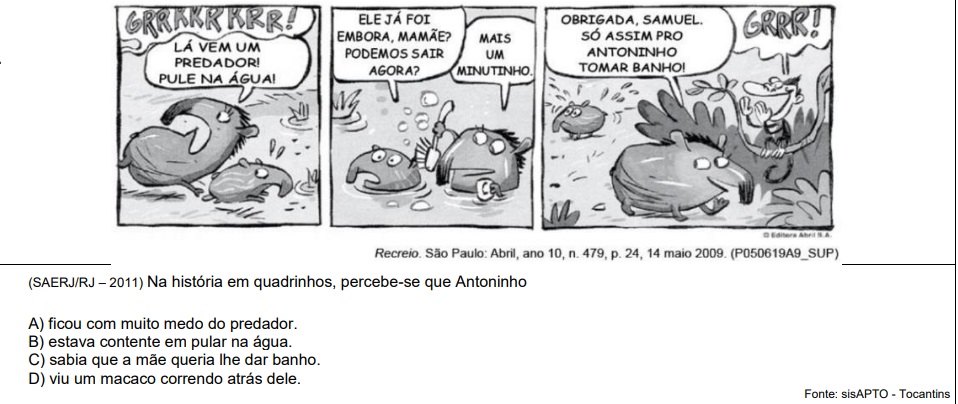 GRRRRRRRR!
LÁ VEM UM
PREDADOR!
PULE NA ÁGUA!
ELE JÁ FOI
EMBORA, MAMÃE?
PODEMOS SAIR
AGORA?
MAIS
UM
MINUTINHO.
OBRIGADA, SAMUEL.
SÓ ASSIM PRO
ANTONINHO
TOMAR BANHO!
GRRR!
© Editora Abril S.A.
Recreio. São Paulo: Abril, ano 10, n. 479, p. 24, 14 maio 2009. (P050619A9_SUP)
(SAERJ/RJ – 2011) Na história em quadrinhos, percebe-se que Antoninho
A) ficou com muito medo do predador.
B) estava contente em pular na água.
C) sabia que a mãe queria lhe dar banho.
D) viu um macaco correndo atrás dele.
Fonte: sisAPTO - Tocantins